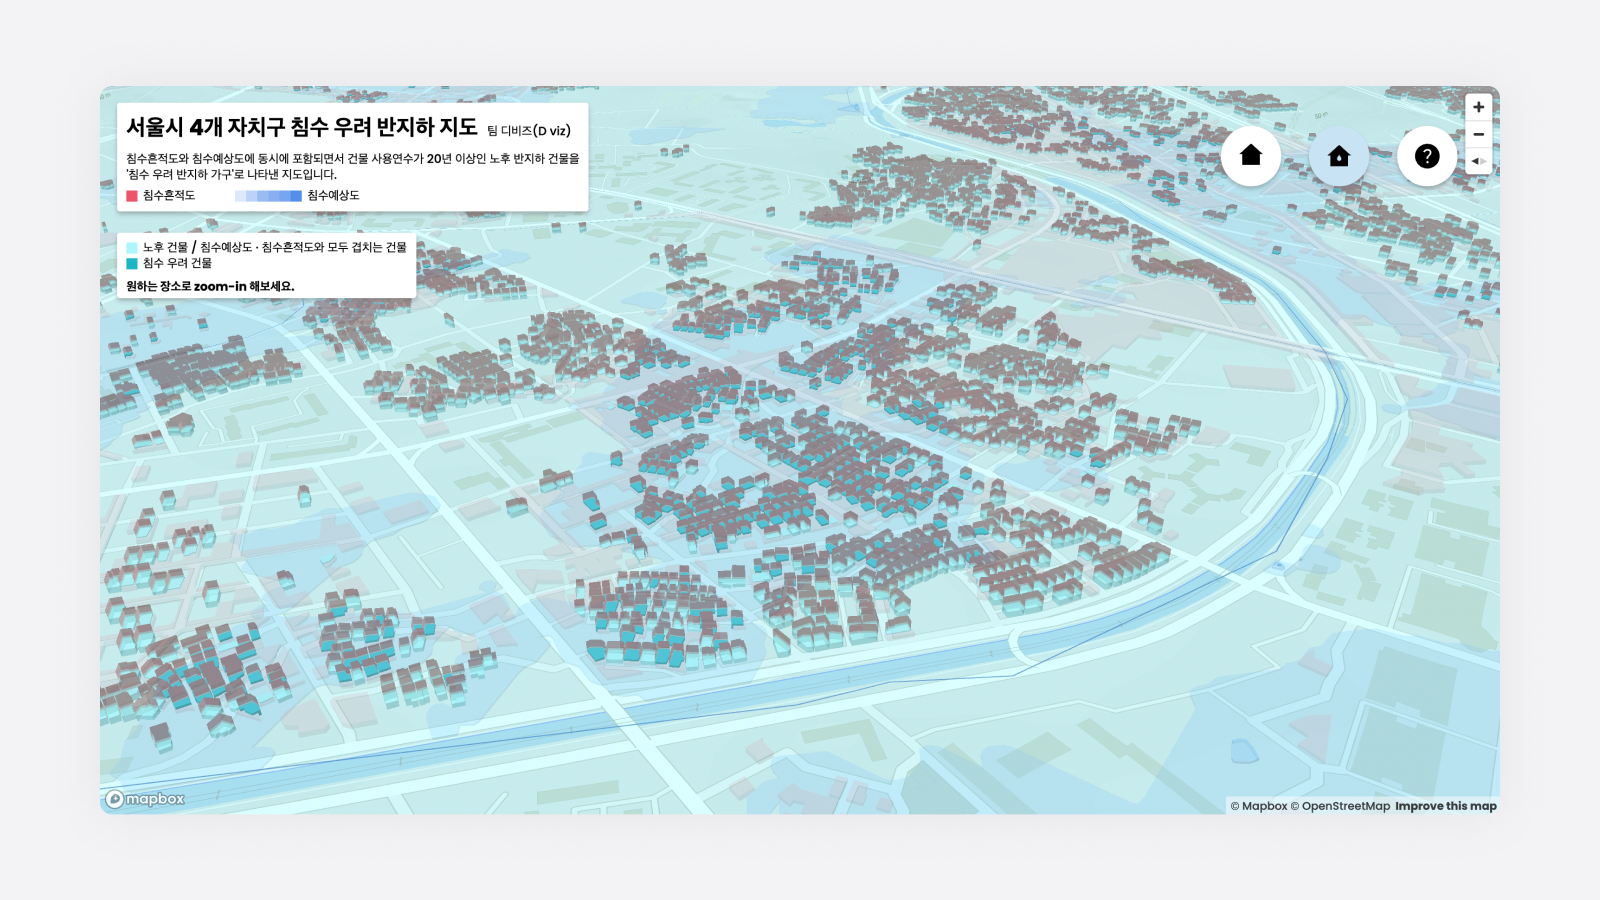 서울시 4개 자치구 침수 우려 반지하 지도 팀 디비즈(D viz)
침수흔적도와 침수예상도에 동시에 포함되면서 건물 사용연수가 20년 이상인 노후 반지하 건물을
'침수 우려 반지하 가구'로 나타낸 지도입니다.
침수흔적도 침수예상도
노후 건물 / 침수예상도 · 침수흔적도와 모두 겹치는 건물
침수 우려 건물
원하는 장소로 zoom-in 해보세요.
mapbox
© Mapbox © OpenStreetMap Improve this map